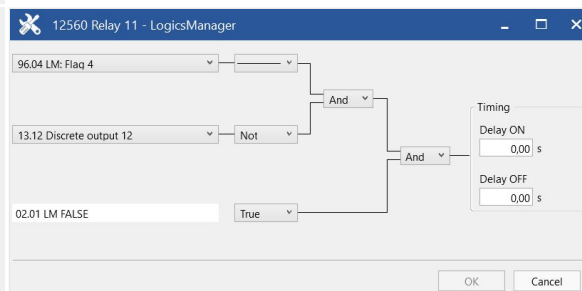 12560 Relay 11 - LogicsManager
96.04 LM: Flag 4
And
Timing
Delay ON
13.12 Discrete output 12
Not
0,00 s
And
Delay OFF
0,00 s
02.01 LM FALSE
True
OK
Cancel